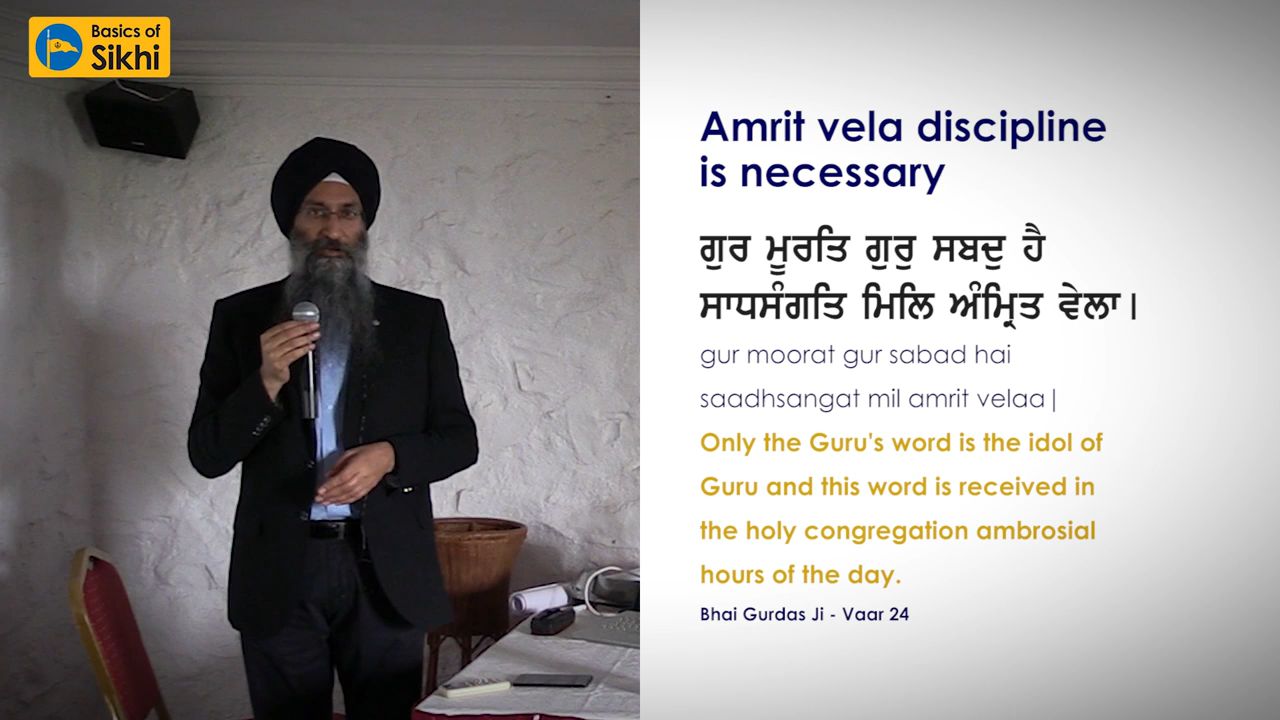 Basics of
Sikhi
Amrit vela discipline
is necessary
ਗੁਰ ਮੂਰਤਿ ਗੁਰੁ ਸਬਦੁ ਹੈ
ਸਾਧਸੰਗਤਿ ਮਿਲਿ ਅੰਮ੍ਰਿਤ ਵੇਲਾ।
gur moorat gur sabad hai
saadhsangat mil amrit velaa|
Only the Guru's word is the idol of
Guru and this word is received in
the holy congregation ambrosial
hours of the day.
Bhai Gurdas Ji - Vaar 24